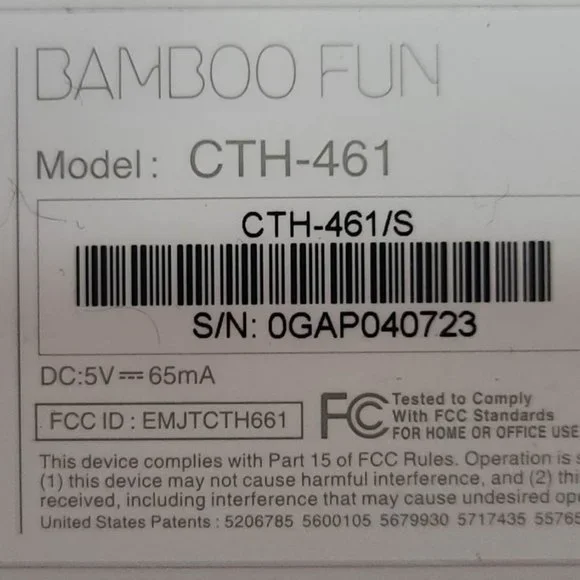 BAMBOO FUN
Model: CTH-461
CTH-461/S
S/N: 0GAP040723
DC:5V⎓65mA
FCC ID : EMJTCTH661
FC Tested to Comply
With FCC Standards
FOR HOME OR OFFICE USE
This device complies with Part 15 of FCC Rules. Operation is
(1) this device may not cause harmful interference, and (2)
received, including interference that may cause undesired
United States Patents : 5206785 5600105 5679930 5717435